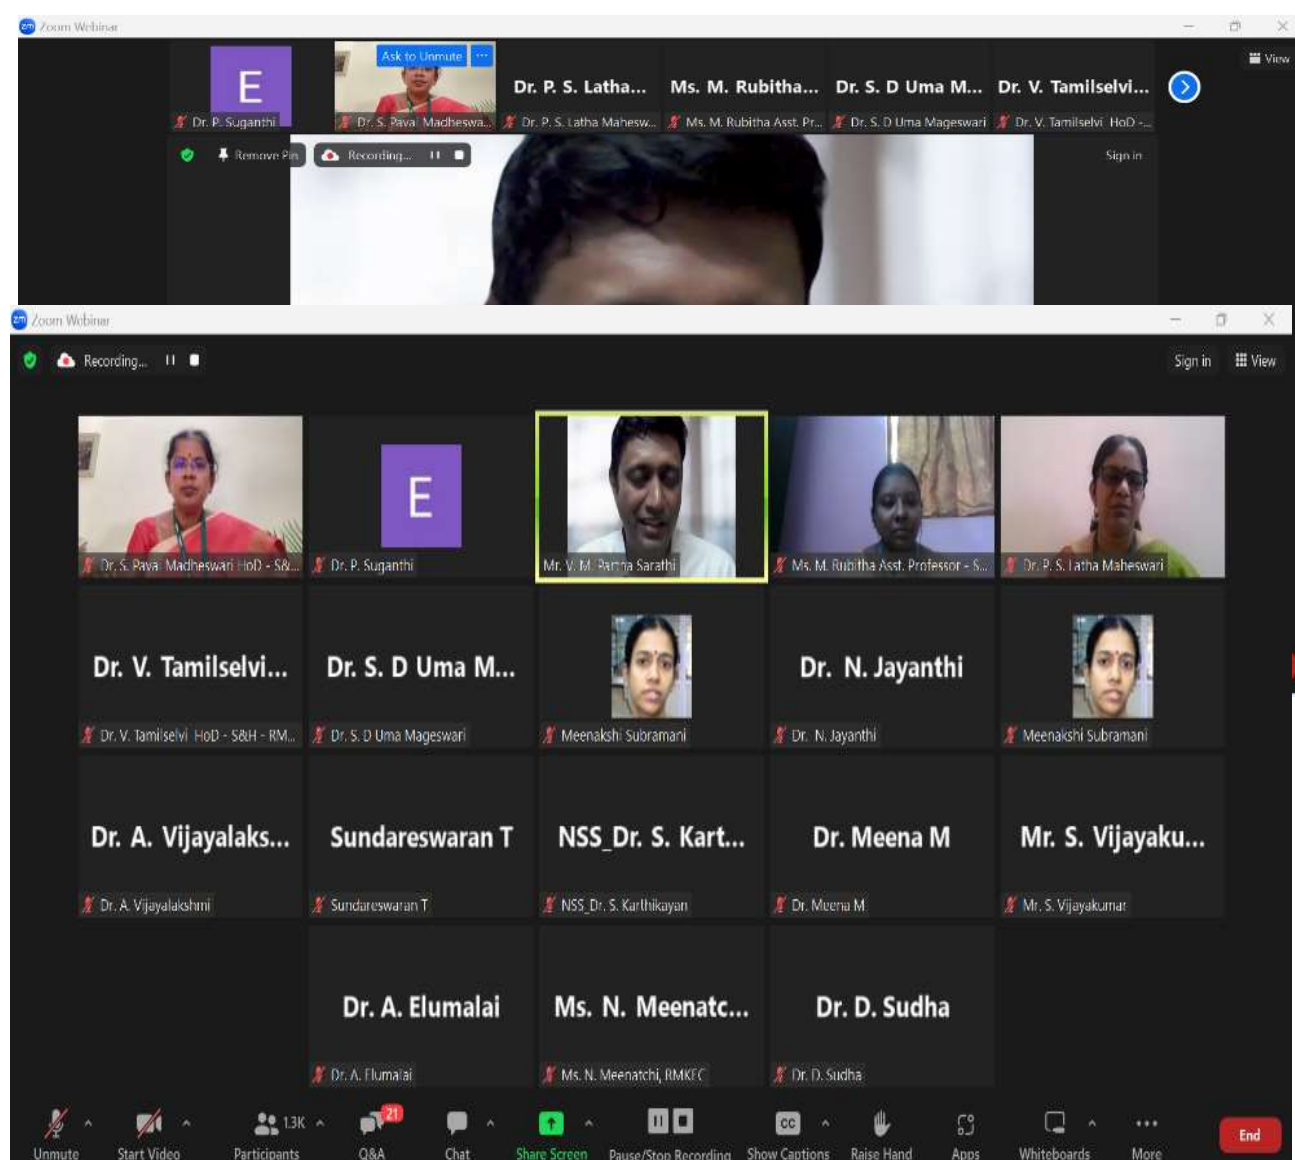 zm Zoom Webinar
E
Ask to Unmute ...
Dr. P. S. Latha...
Ms. M. Rubitha...
Dr. S. D Uma M...
Dr. V. Tamilselvi...
View
Dr. P. Suganthi
Dr. S. Pavai Madheswa...
Dr. P. S. Latha Mahesw...
Ms. M. Rubitha Asst. Pr...
Dr. S. D Uma Mageswari
Dr. V. Tamilselvi HoD -...
Remove Pin
Recording...
Sign in
zm Zoom Webinar
Recording...
Sign in
View
E
Dr. S. Pavai Madheswari HoD - S&...
Dr. P. Suganthi
Mr. V. M. Partha Sarathi
Ms. M. Rubitha Asst. Professor - S...
Dr. P. S. Latha Maheswari
Dr. V. Tamilselvi...
Dr. S. D Uma M...
Dr. N. Jayanthi
Dr. V. Tamilselvi HoD - S&H - RM...
Dr. S. D Uma Mageswari
Meenakshi Subramani
Dr. N. Jayanthi
Meenakshi Subramani
Dr. A. Vijayalaks...
Sundareswaran T
NSS_Dr. S. Kart...
Dr. Meena M
Mr. S. Vijayaku...
Dr. A. Vijayalakshmi
Sundareswaran T
NSS_Dr. S. Karthikayan
Dr. Meena M
Mr. S. Vijayakumar
Dr. A. Elumalai
Ms. N. Meenatc...
Dr. D. Sudha
Dr. A. Elumalai
Ms. N. Meenatchi, RMKEC
Dr. D. Sudha
1.3K
21
CC
End
Unmute
Start Video
Participants
Q&A
Chat
Share Screen
Pause/Stop Recording
Show Captions
Raise Hand
Apps
Whiteboards
More